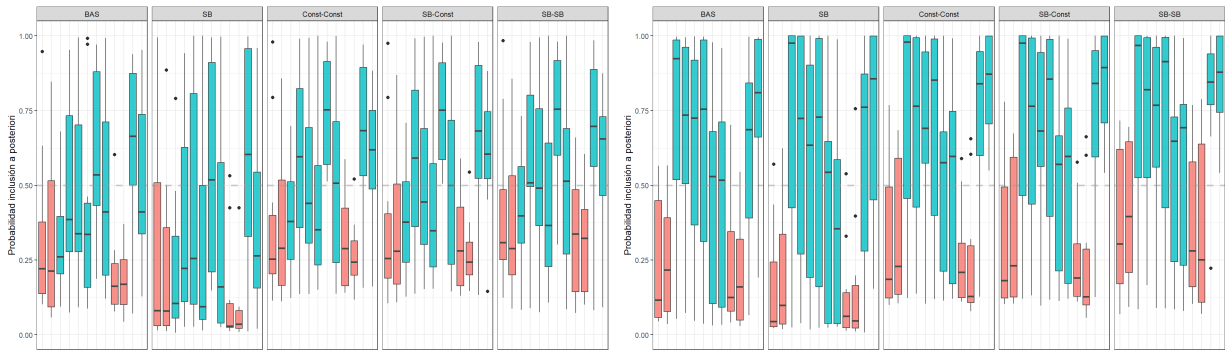 BAS SB Const-Const SB-Const SB-SB
Probabilidad inclusión a posteriori
1.00
0.75
0.50
0.25
0.00
BAS SB Const-Const SB-Const SB-SB
Probabilidad inclusión a posteriori
1.00
0.75
0.50
0.25
0.00